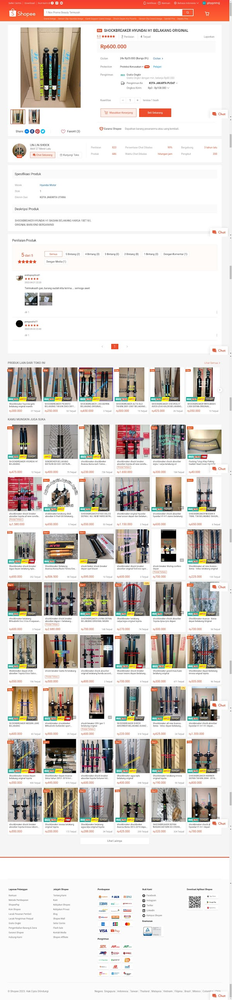 Seller Centre | Download | Ikuti kami di
Notifikasi Bantuan Bahasa Indonesia g0qqymhvjj
Shopee
1 Nov Promo Beauty Termurah
Grand Avega Sensor Clip Hyundai Avega Karet Support Grand Avega Shock Depan Kia Picanto Sensor Clip Grand Avega Sandal Pria Sepatu Pria
Star SHOCKBREAKER HYUNDAI H1 BELAKANG ORIGINAL
5.0 2 Penilaian 4 Terjual Laporkan
Rp600.000
Cicilan 24x Rp25.000 (Bunga 0%) Cicilan
Protection Proteksi Kerusakan + New Pelajari
Pengiriman Gratis Ongkir
Gratis Ongkir dengan min. belanja Rp60.000
Pengiriman Ke KOTA JAKARTA PUSAT
Ongkos Kirim Rp0 - Rp108.000
Kuantitas − 1 + tersisa 1 buah
Masukkan Keranjang Beli Sekarang
Chat
LIN LIN SHOCK
Share: Favorit (3)
Garansi Shopee Dapatkan barang pesananmu atau uang kembali.
LIN LIN SHOCK
Aktif 27 Menit Lalu
Chat Sekarang Kunjungi Toko
Penilaian 820 Persentase Chat Dibalas 99% Bergabung 3 tahun lalu
Produk 686 Waktu Chat Dibalas hitungan jam Pengikut 200
Spesifikasi Produk
Merek Hyundai Motor
Stok 1
Dikirim Dari KOTA JAKARTA UTARA
Deskripsi Produk
SHOCKBREAKER HYUNDAI H1 BAGIAN BELAKANG HARGA 1SET R/L
ORIGINAL BARU END BERGARANSI
Chat
Penilaian Produk
5 dari 5
Semua 5 Bintang (2) 4 Bintang (0) 3 Bintang (0) 2 Bintang (0) 1 Bintang (0) Dengan Komentar (1)
Dengan Media (1)
endroprayitno81
2022-04-21 22:20
Terimakasih gan, barang sudah kita terima.... semoga awet
0:04
1
pengusaha77
2022-09-30 23:40
1
1
Chat
PRODUK LAIN DARI TOKO INI Lihat Semua
Shockbreaker hyundai getz belakang original mando
Rp300.000 37 Terjual
SHOCKBREAKER PICANTO BELAKANG TAHUN 2003-2011...
Rp250.000 52 Terjual
SHOCKBREAKER L300 DEPAN BELAKANG ORIGINAL...
Rp650.000 3 Terjual
SHOCKBREAKER ALTIS OLD TAHUN 2001-2007 BELAKANG...
Rp500.000 15 Terjual
SHOCKBREAKER CHEVROLET AVEO LOVA KALOS BELAKANG...
Rp425.000 26 Terjual
SHOCKBREAKER MITSUBISHI L300 DEPAN ORIGINAL...
Rp350.000 13 Terjual
KAMU MUNGKIN JUGA SUKA
SHOCKBREAKER HYUNDAI H1 BELAKANG
Rp475.000 12 Terjual
SOKBREKER BELAKANG DATSUN GO GO+ DATSUN...
Rp400.000 75 Terjual
shockbreaker shockbreker Avanza Xenia rush Terios...
Rp230.000 736 Terjual
shockbreaker shock breaker absorber toyota all new corolla...
Produk Terbaru
Rp1.650.000
shockbreaker shock absorber sigra / calya belakang ori
Rp300.000 184 Terjual
Packing Tutup Klep Paking Gasket Head Cover Hyundai
Rp40.000
Chat
shockbreaker shock breaker absorber toyota all new corolla...
Produk Terbaru
Rp1.580.000
shokbreaker belakang shok absorber X-Trail t30 belakang...
Rp650.000 5 Terjual
SHOCKBREAKER ETIOS VALCO DEPAN / ALL NEW YARIS DEPA...
Rp550.000 53 Terjual
shockbreaker original hyundai new tucson depan dan belakan...
Rp1.150.000 2 Terjual
shockbreaker shock absorber hyundai H1-H1 starex belakang
Rp600.000
SHOCKBREAKER NISSAN X TRAIL T30 BELAKANG TAHUN...
Rp650.000 6 Terjual
Shockbreaker shock breaker Agya depan belakang Ayla...
Rp650.000 252 Terjual
Shockbreaker Belakang Avanza/Xenia/Rush/Terios/Gra...
Rp506.500 98 Terjual
shock breker shock breaker depan opel blazer
Rp595.000 10 Terjual
shockbreaker shock breaker absorber original ford eco spor...
Rp600.000 3 Terjual
shock breaker Wuling confero depan
Produk Terbaru
Rp700.000
Shockbreaker all new Avanza - Xenia - Veloz belakang original
Rp225.000 135 Terjual
Chat
shockbreaker belakang Mitsubishi Evo 3 Evo 4 sepasan...
Rp600.000 3 Terjual
shockbreaker shock breaker absorber depan + belakang...
Produk Terbaru
Rp2.680.000
SHOCKBREAKER LIVINA DEPAN BELAKANG ORIGINAL NISAN
Rp700.000 148 Terjual
Shockbreaker belakang calya/sigra original toyota
Rp270.000 74 Terjual
shockbreaker shock absorber Toyota dyna-ryno depan
Rp500.000
Shockbreaker Avanza - Xenia depan belakang Original
Rp700.000 94 Terjual
Shokbreaker depan shok absorber Toyota Etios Valco...
Rp550.000 156 Terjual
shock breaker Santa fe belakang
Produk Terbaru
Rp500.000
shockbreaker shock absorber original belakang honda accord...
Rp800.000 2 Terjual
Shockbreaker shock breaker nissan terano depan belakang...
Rp700.000 4 Terjual
Shockbreaker grand max/luxio belakang original
Rp300.000 471 Terjual
Shockbreaker depan belakang innova original toyota
Rp505.000 96 Terjual
SHOCKBREAKER NISSAN JUKE BELAKANG
Rp600.000 43 Terjual
shockbreaker shockbreker Mitsubishi Outlander sport...
Rp900.000 29 Terjual
shock breaker CRV gen 1 belakang original
Produk Terbaru
Rp600.000
SHOCKBREAKER SHOCK ABSORBER BELAKANG AVANZ...
Rp220.000 318 Terjual
Shockbreaker all new Avanza - Xenia - Veloz depan belakang...
Rp625.000 24 Terjual
shockbreaker shock absorber hyundai H1-H-1-h1 depan...
Rp1.300.000
Chat
Shockbreaker innova depan belakang original toyota
Rp550.000 430 Terjual
Shockbreaker depan Avanza Veloz tahun 2012- 2018 kiri...
Rp445.000 473 Terjual
shockbreaker shock breaker absorber toyota fortuner trd...
Rp600.000
Shockbreaker agya/ayla belakang original
Rp400.000 248 Terjual
Shockbreaker belakang innova original toyota
Rp190.000 55 Terjual
SHOCKBREAKER HARRIER DEPAN TAHUN 2004 - 2010...
Rp800.000
shockbreaker shock breaker absorber toyota innova reborn...
Rp550.000
Shockbreaker innova belakang original toyota
Rp200.000 172 Terjual
Shockbreaker belakang agya/alya original toyota
Rp288.000 34 Terjual
shockbreaker shockbreker Avanza Xenia 2012-2018 depa...
Rp425.000 255 Terjual
SHOCKBREAKER DEPAN NISSAN DATSUN GO CROSS...
Rp320.000 324 Terjual
shockbreaker shock ab hyundai H1-H-1 depan
Rp780.000
Chat
Lihat Lainnya
Layanan Pelanggan
Bantuan
Metode Pembayaran
ShopeePay
Koin Shopee
Lacak Pesanan Pembeli
Lacak Pengiriman Penjual
Gratis Ongkir
Pengembalian Barang & Dana
Garansi Shopee
Hubungi Kami
Jelajahi Shopee
Tentang Kami
Karir
Kebijakan Shopee
Kebijakan Privasi
Blog
Shopee Mall
Seller Centre
Flash Sale
Kontak Media
Shopee Affiliate
Pembayaran
BCA BNI
BRI BSI
mandiri Alfamart
VISA Pay
Pengiriman
SPX J&T J&T
JNE ninja
gosend
Ikuti Kami
Facebook
Instagram
Twitter
LinkedIn
Kampus Shopee
Keamanan
Download Aplikasi Shopee
App Store
Google Play
AppGallery
© Shopee 2023. Hak Cipta Dilindungi
Negara: Singapura | Indonesia | Taiwan | Thailand | Malaysia | Vietnam | Filipina | Brazil | México | Colombia | Chile
Chat